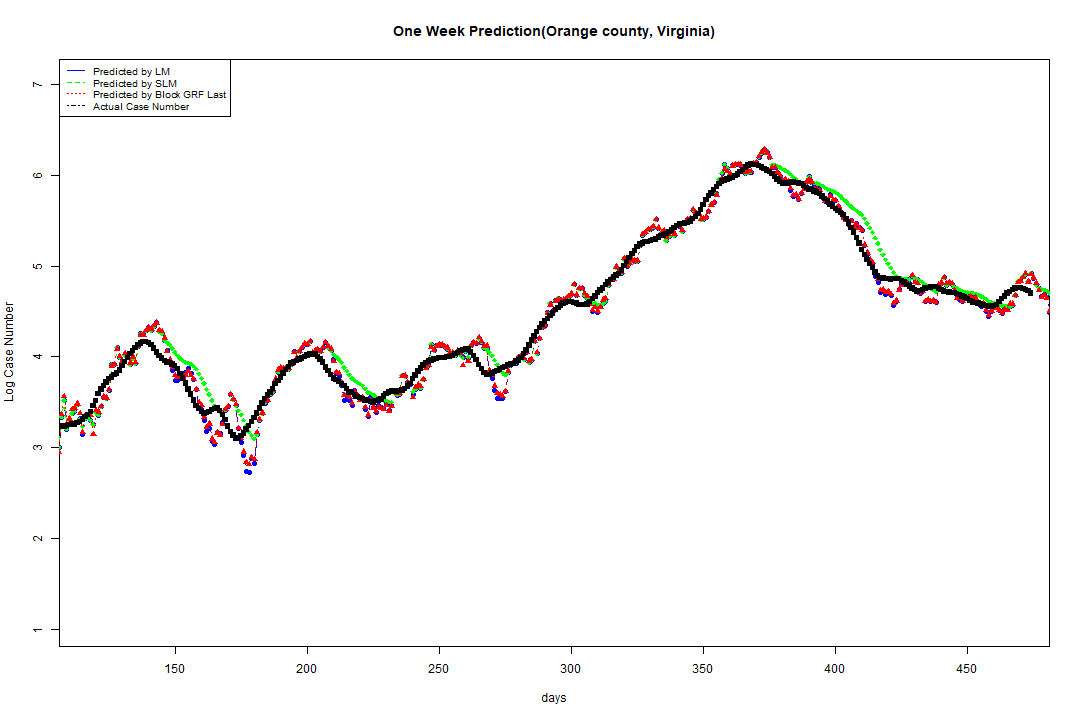 One Week Prediction(Orange county, Virginia)
Predicted by LM
Predicted by SLM
Predicted by Block GRF Last
Actual Case Number
7
6
5
4
3
2
1
Log Case Number
150 200 250 300 350 400 450
days